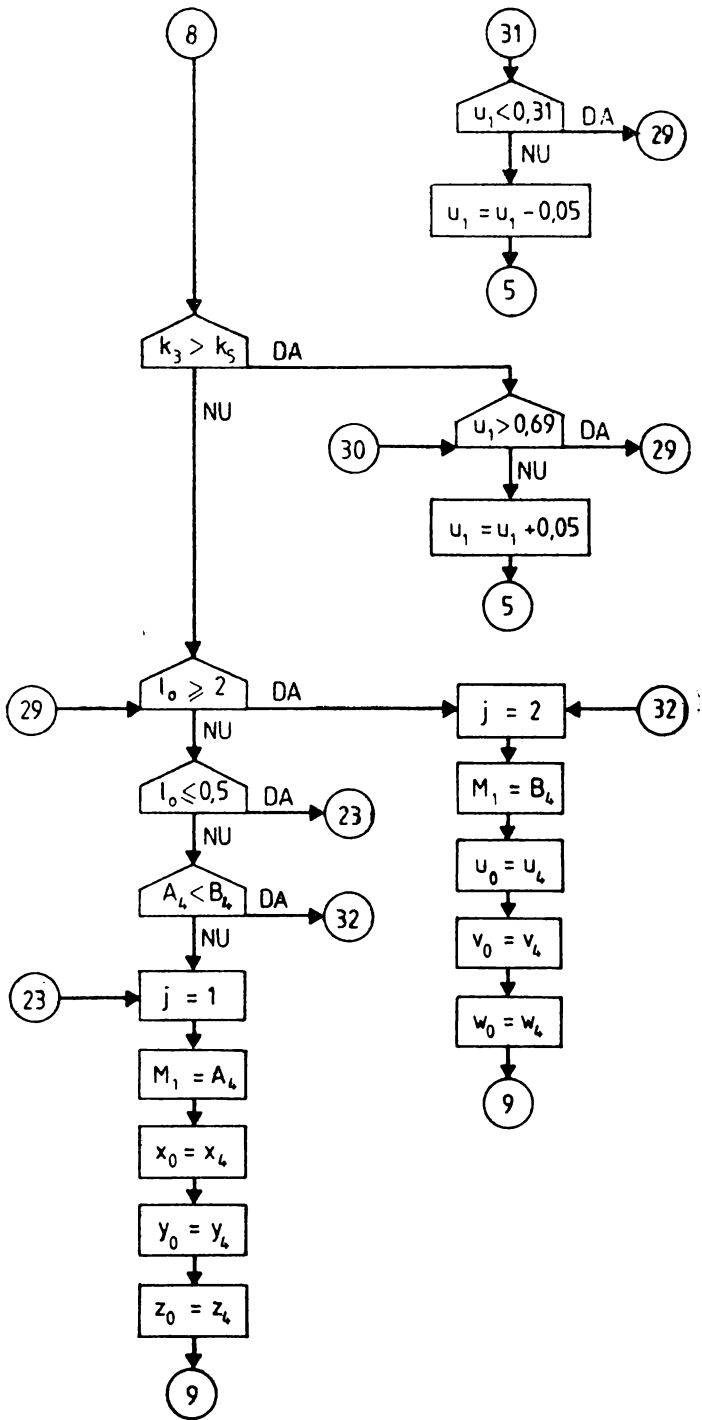 8
31
u₁<0,31 DA
29
NU
u₁ = u₁ − 0,05
5
k₃ > k₅ DA
NU
u₁>0,69 DA
30
29
NU
u₁ = u₁ +0,05
5
29
l₀ ⩾ 2 DA
NU
j = 2
32
l₀⩽0,5 DA
23
NU
M₁ = B₄
A₄<B₄ DA
32
NU
u₀ = u₄
v₀ = v₄
23
j = 1
w₀ = w₄
M₁ = A₄
9
x₀ = x₄
y₀ = y₄
z₀ = z₄
9